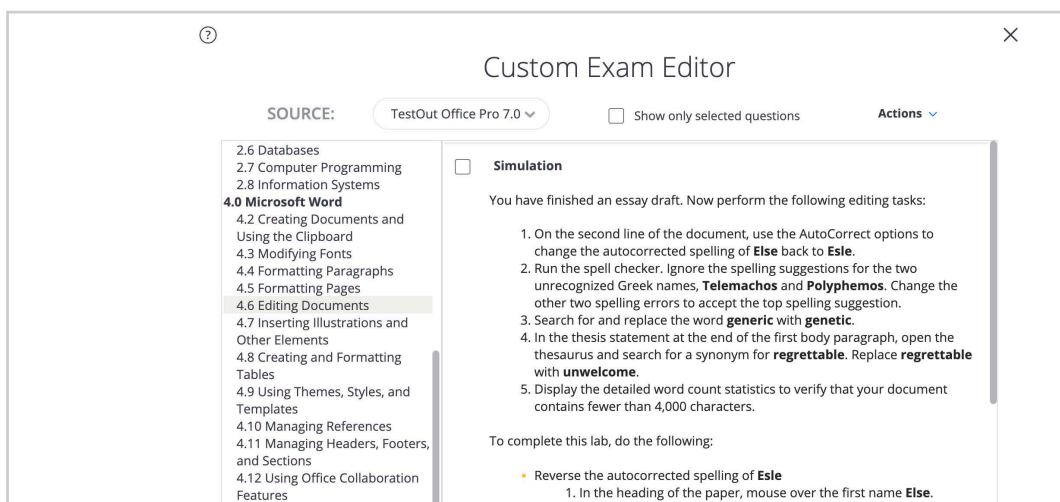 ?
Custom Exam Editor
SOURCE:
TestOut Office Pro 7.0
Show only selected questions
Actions
2.6 Databases
2.7 Computer Programming
2.8 Information Systems
4.0 Microsoft Word
4.2 Creating Documents and
Using the Clipboard
4.3 Modifying Fonts
4.4 Formatting Paragraphs
4.5 Formatting Pages
4.6 Editing Documents
4.7 Inserting Illustrations and
Other Elements
4.8 Creating and Formatting
Tables
4.9 Using Themes, Styles, and
Templates
4.10 Managing References
4.11 Managing Headers, Footers,
and Sections
4.12 Using Office Collaboration
Features
Simulation
You have finished an essay draft. Now perform the following editing tasks:
1. On the second line of the document, use the AutoCorrect options to
change the autocorrected spelling of Else back to Esle.
2. Run the spell checker. Ignore the spelling suggestions for the two
unrecognized Greek names, Telemachos and Polyphemos. Change the
other two spelling errors to accept the top spelling suggestion.
3. Search for and replace the word generic with genetic.
4. In the thesis statement at the end of the first body paragraph, open the
thesaurus and search for a synonym for regrettable. Replace regrettable
with unwelcome.
5. Display the detailed word count statistics to verify that your document
contains fewer than 4,000 characters.
To complete this lab, do the following:
• Reverse the autocorrected spelling of Esle
1. In the heading of the paper, mouse over the first name Else.